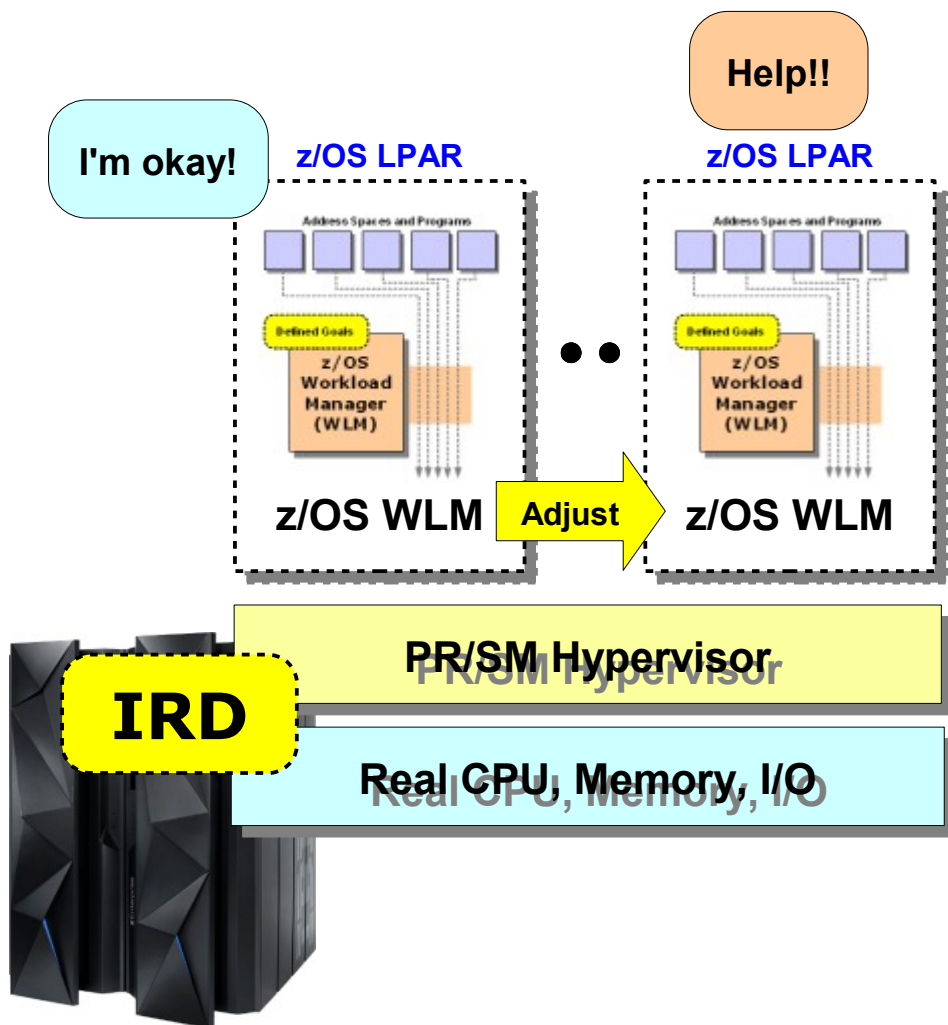 Help!!
I'm okay!
z/OS LPAR
z/OS LPAR
Address Spaces and Programs
Address Spaces and Programs
Defined Goals
z/OS
Workload
Manager
(WLM)
Defined Goals
z/OS
Workload
Manager
(WLM)
z/OS WLM
Adjust
z/OS WLM
PR/SM Hypervisor
IRD
Real CPU, Memory, I/O